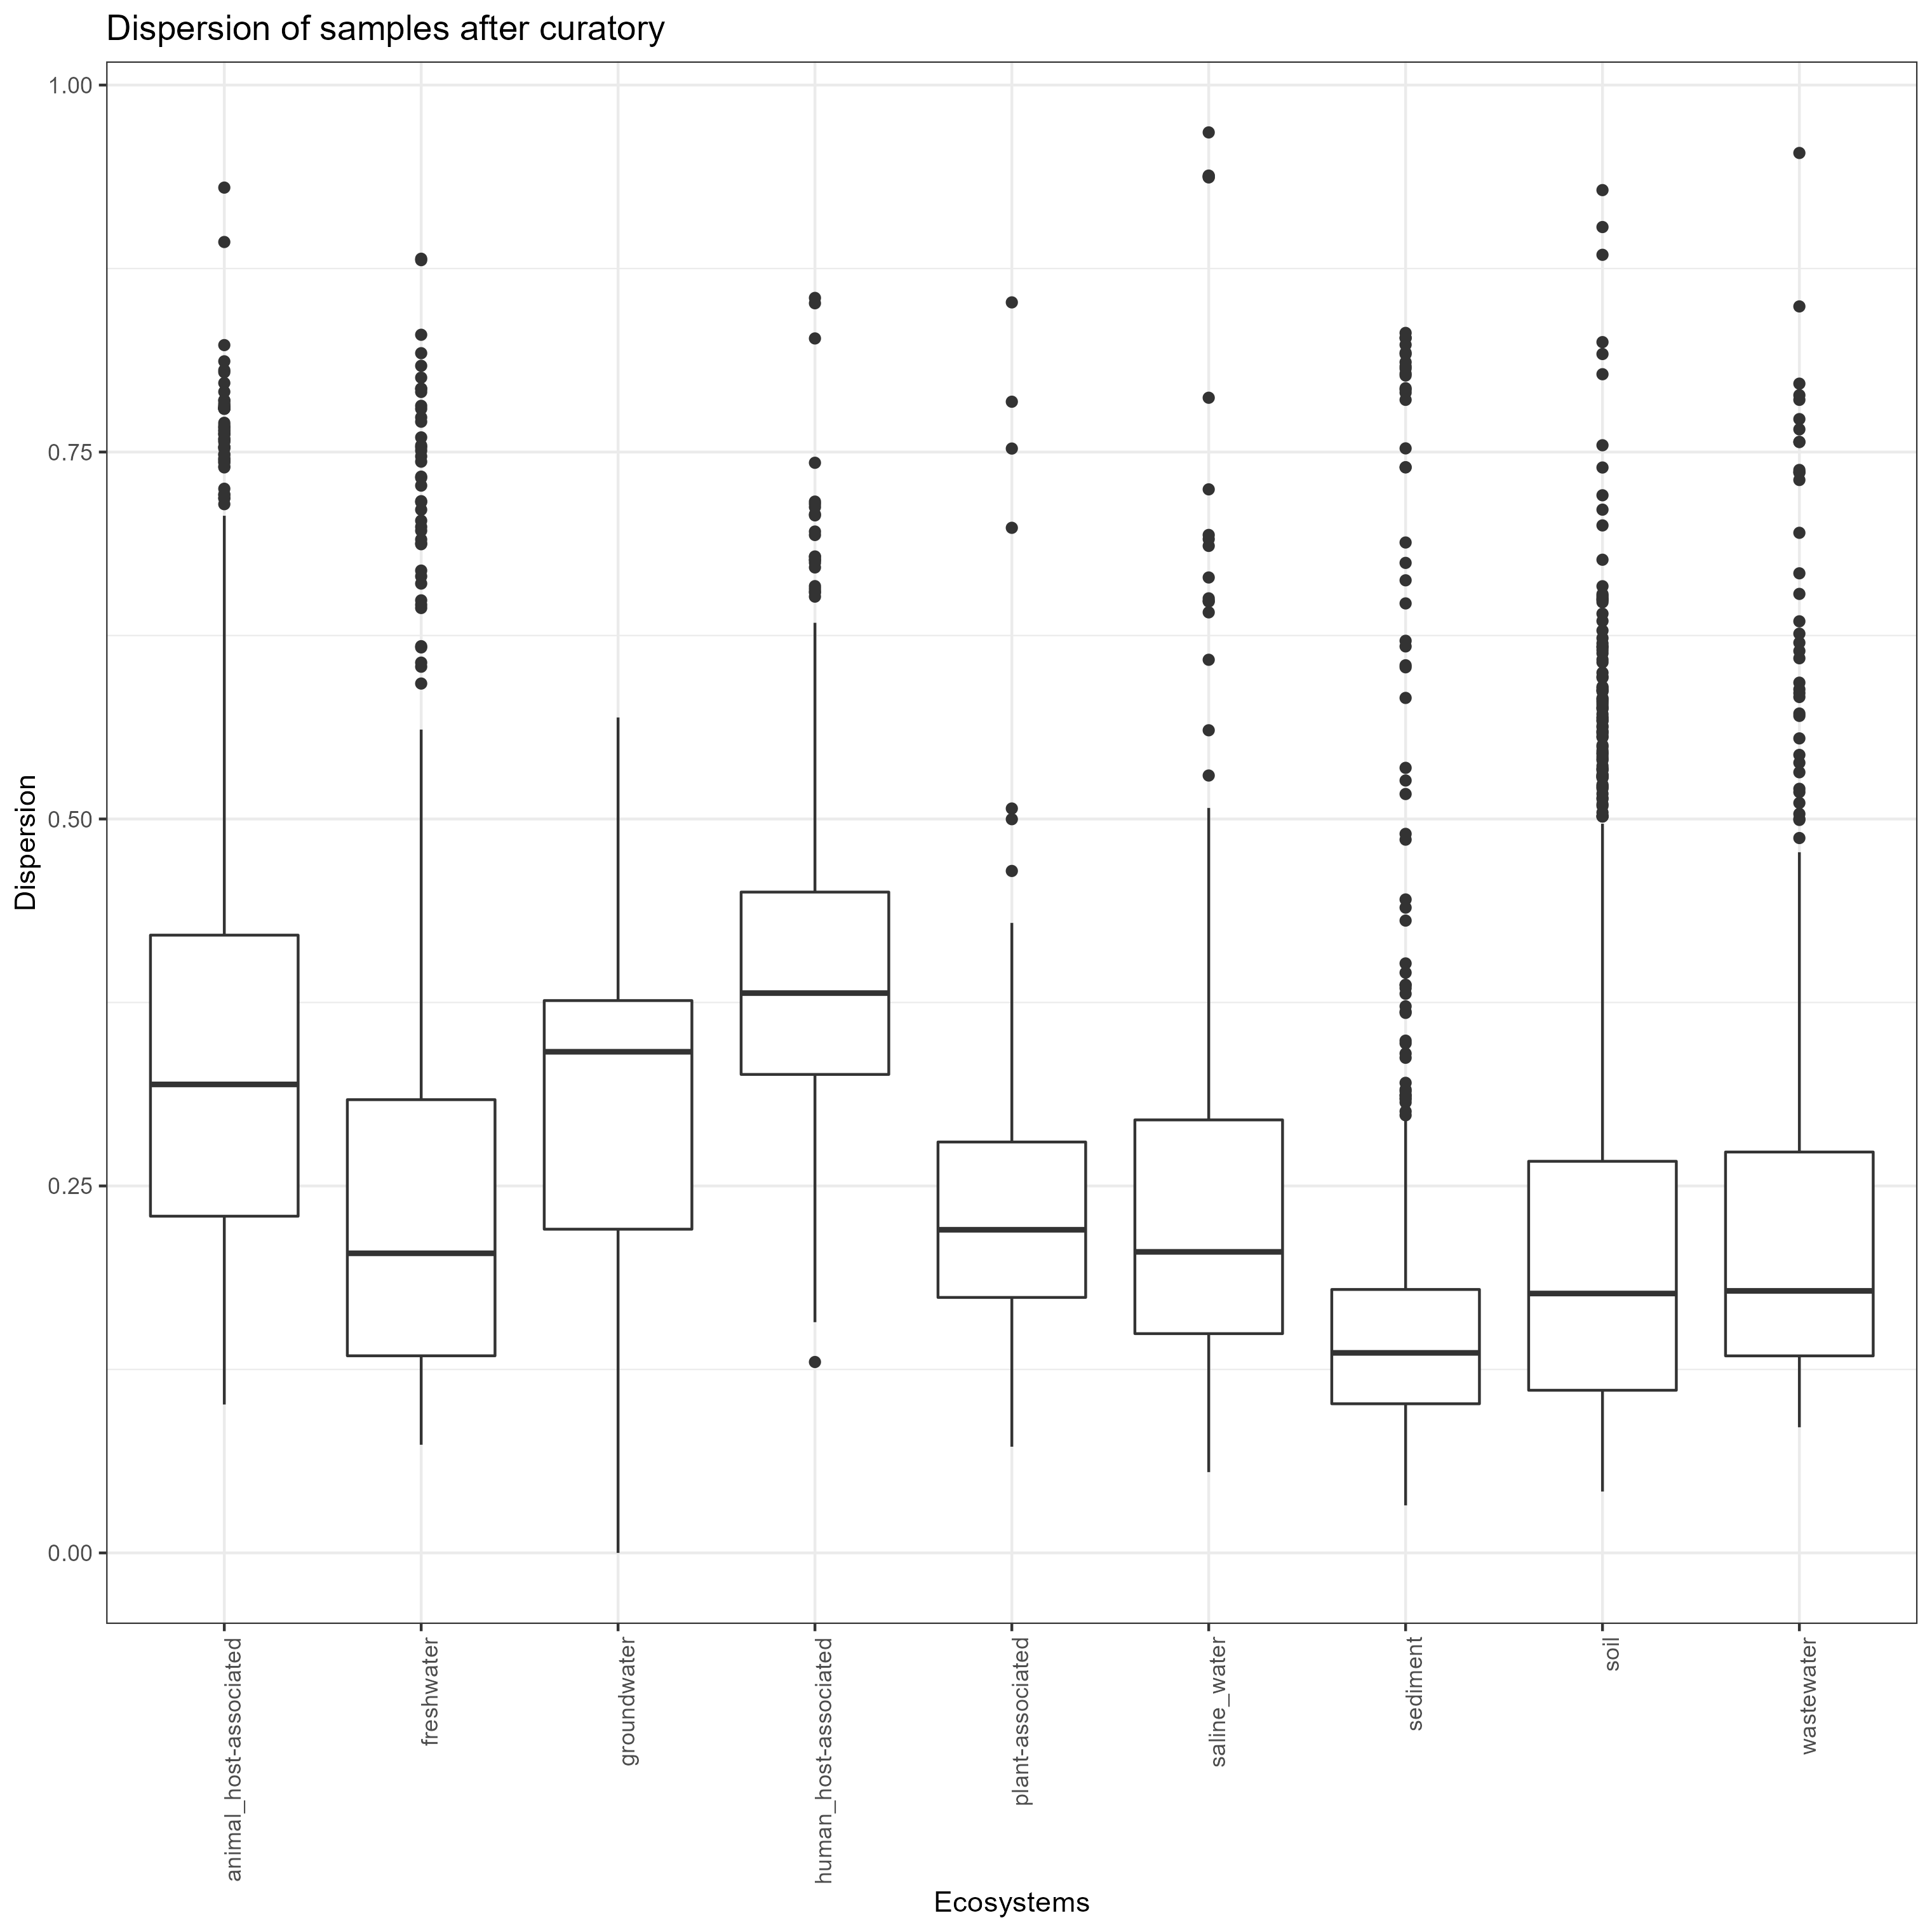 Dispersion of samples after curatory
Dispersion
1.00
0.75
0.50
0.25
0.00
animal_host-associated
freshwater
groundwater
human_host-associated
plant-associated
saline_water
sediment
soil
wastewater
Ecosystems